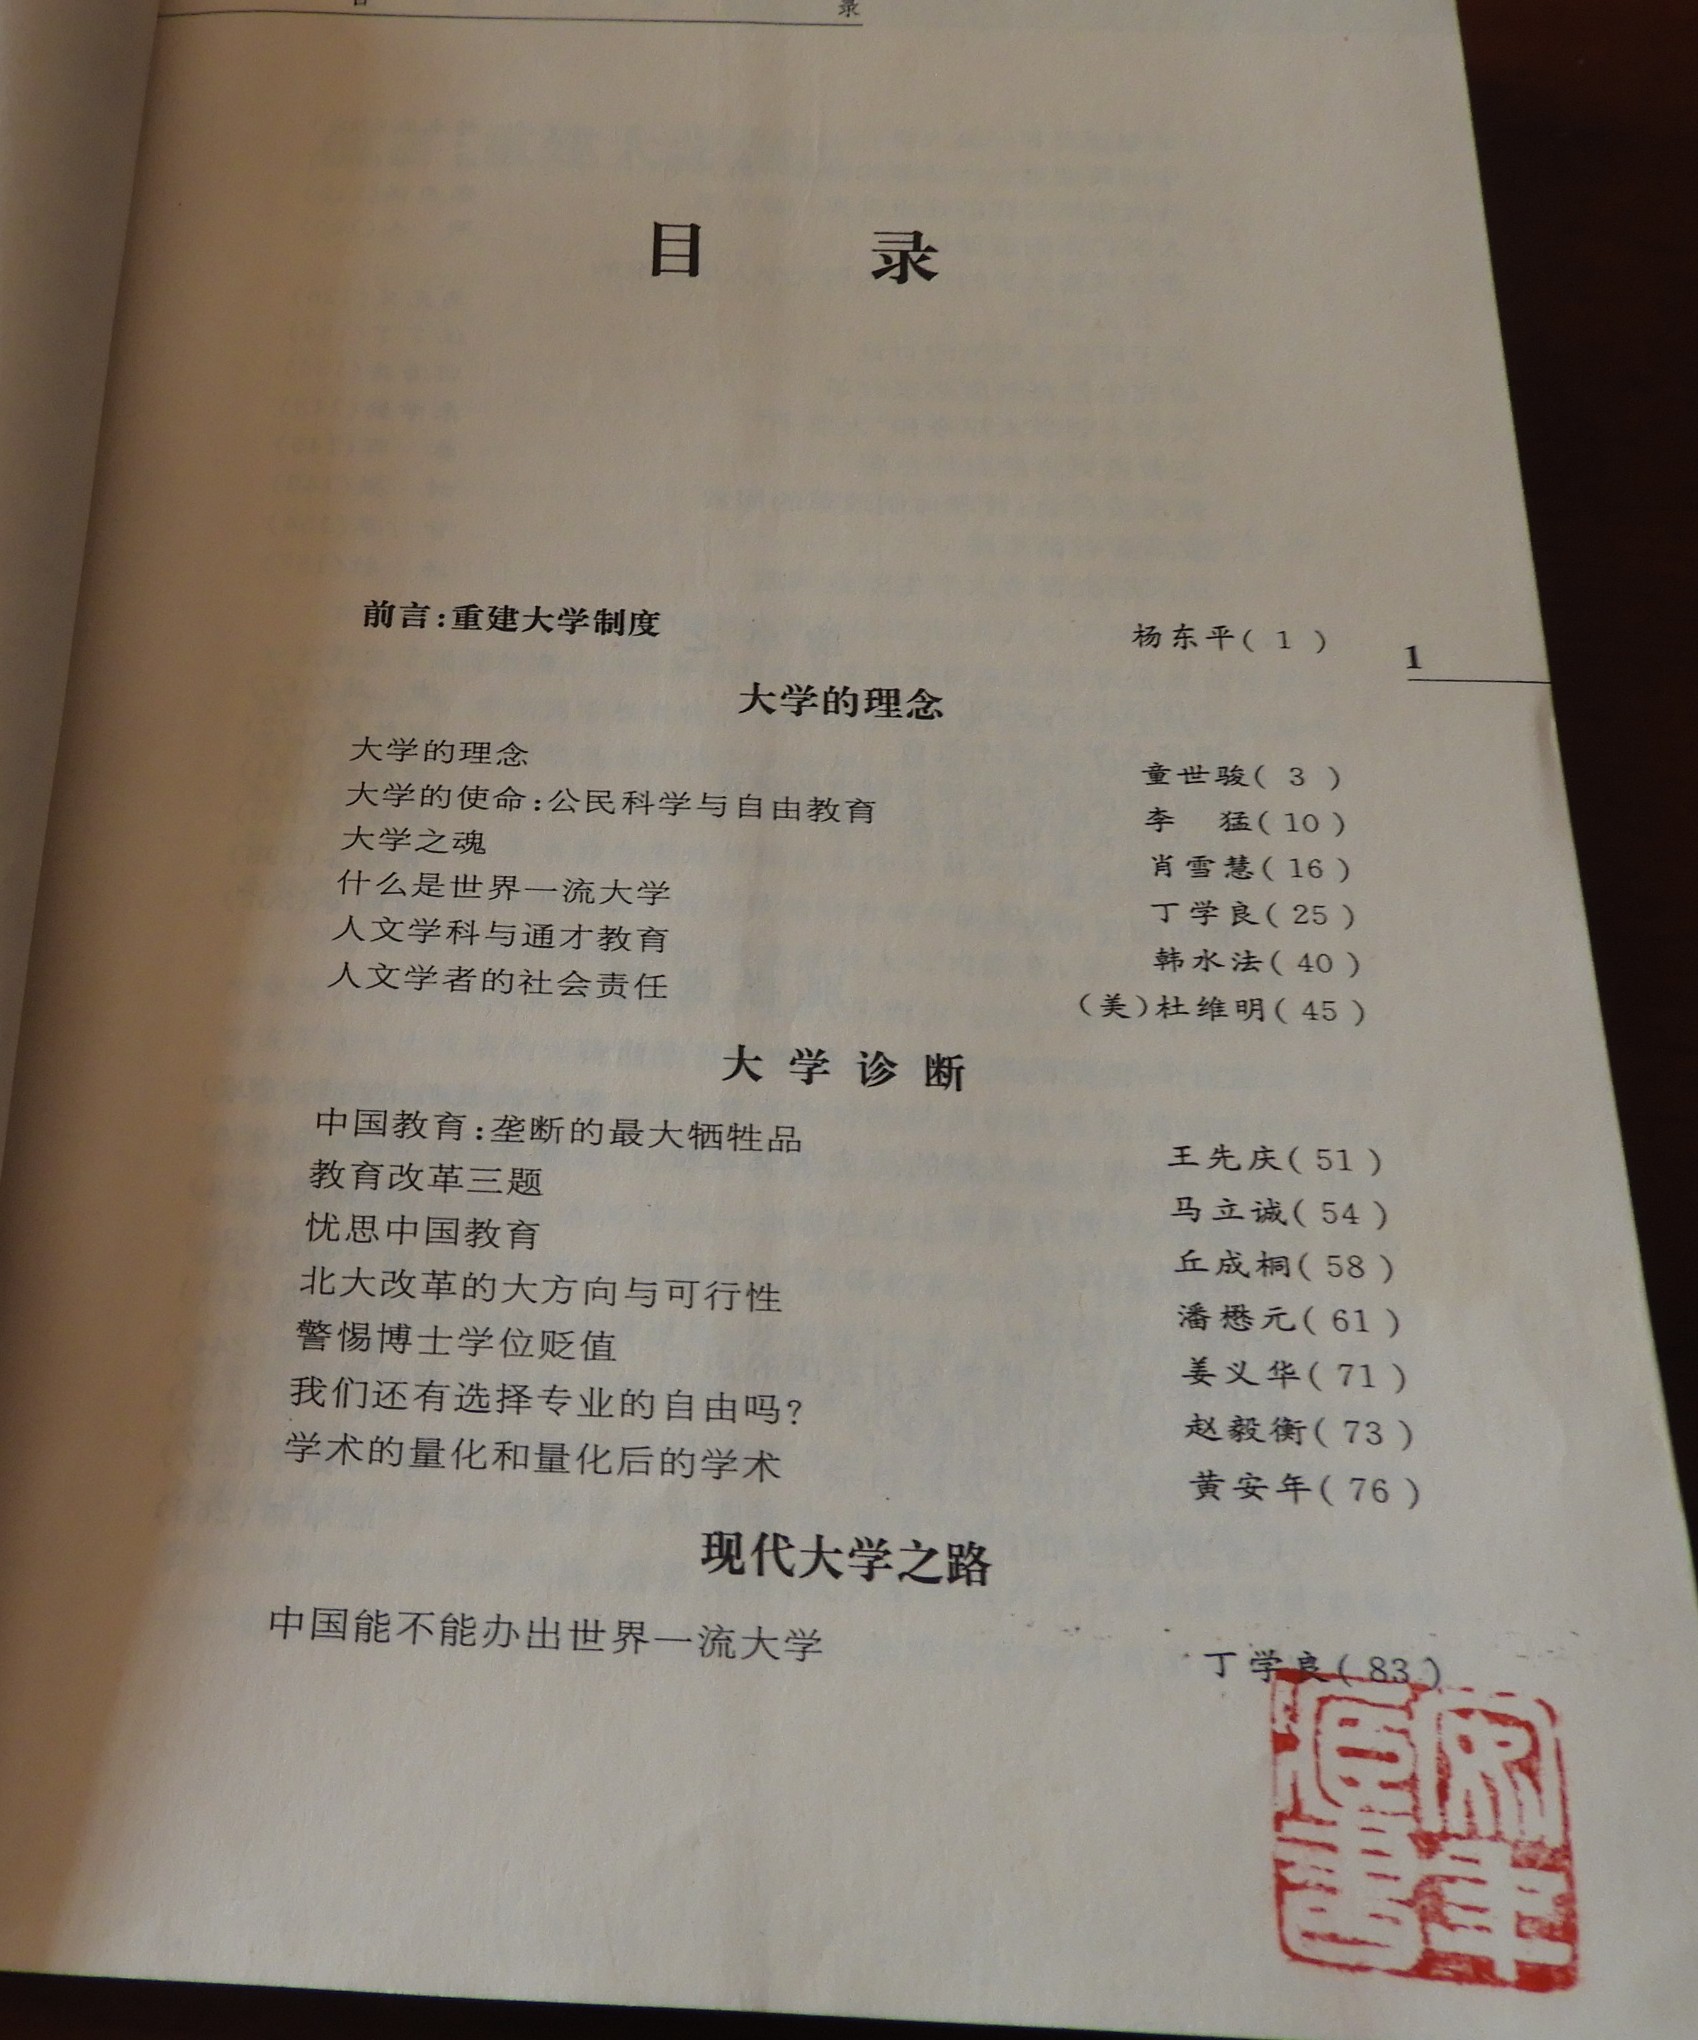 录
目 录
前言:重建大学制度 杨东平( 1 )
1
大学的理念
大学的理念 童世骏( 3 )
大学的使命:公民科学与自由教育 李 猛( 10 )
大学之魂 肖雪慧( 16 )
什么是世界一流大学 丁学良( 25 )
人文学科与通才教育 韩水法( 40 )
人文学者的社会责任 (美)杜维明( 45 )
大学诊断
中国教育:垄断的最大牺牲品 王先庆( 51 )
教育改革三题 马立诚( 54 )
忧思中国教育 丘成桐( 58 )
北大改革的大方向与可行性 潘懋元( 61 )
警惕博士学位贬值 姜义华( 71 )
我们还有选择专业的自由吗? 赵毅衡( 73 )
学术的量化和量化后的学术 黄安年( 76 )
现代大学之路
中国能不能办出世界一流大学 丁学良( 83 )